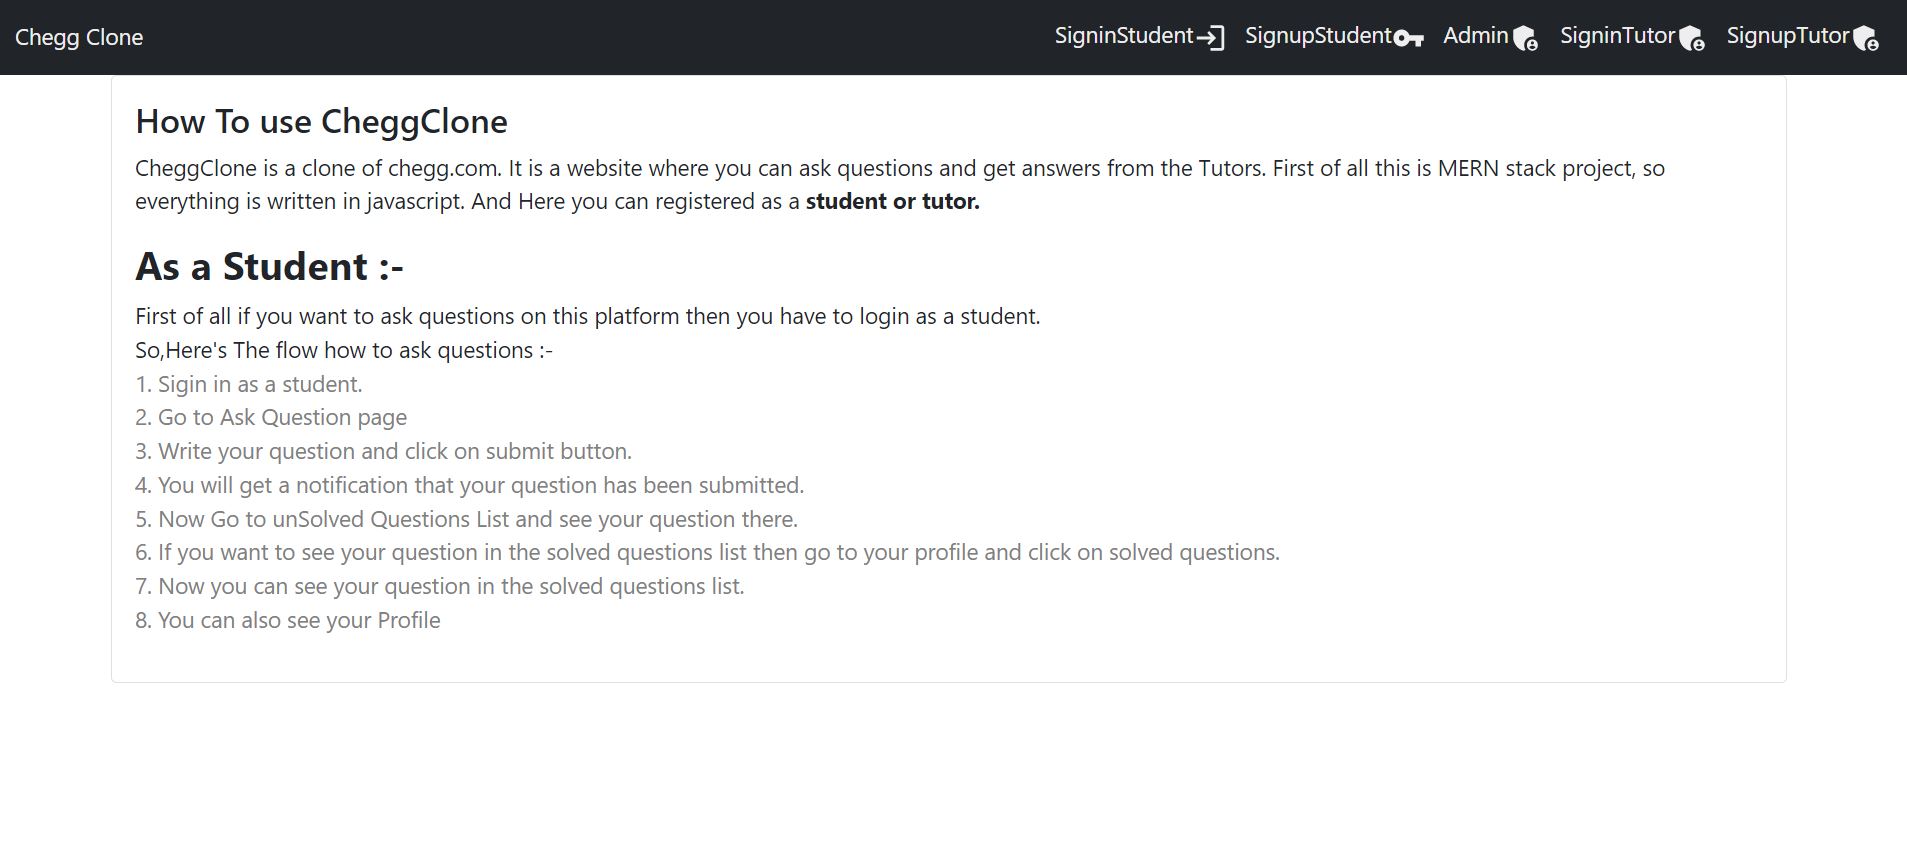 Chegg Clone
SigninStudent SignupStudent Admin SigninTutor SignupTutor
How To use CheggClone
CheggClone is a clone of chegg.com. It is a website where you can ask questions and get answers from the Tutors. First of all this is MERN stack project, so
everything is written in javascript. And Here you can registered as a student or tutor.
As a Student :-
First of all if you want to ask questions on this platform then you have to login as a student.
So,Here's The flow how to ask questions :-
1. Sigin in as a student.
2. Go to Ask Question page
3. Write your question and click on submit button.
4. You will get a notification that your question has been submitted.
5. Now Go to unSolved Questions List and see your question there.
6. If you want to see your question in the solved questions list then go to your profile and click on solved questions.
7. Now you can see your question in the solved questions list.
8. You can also see your Profile